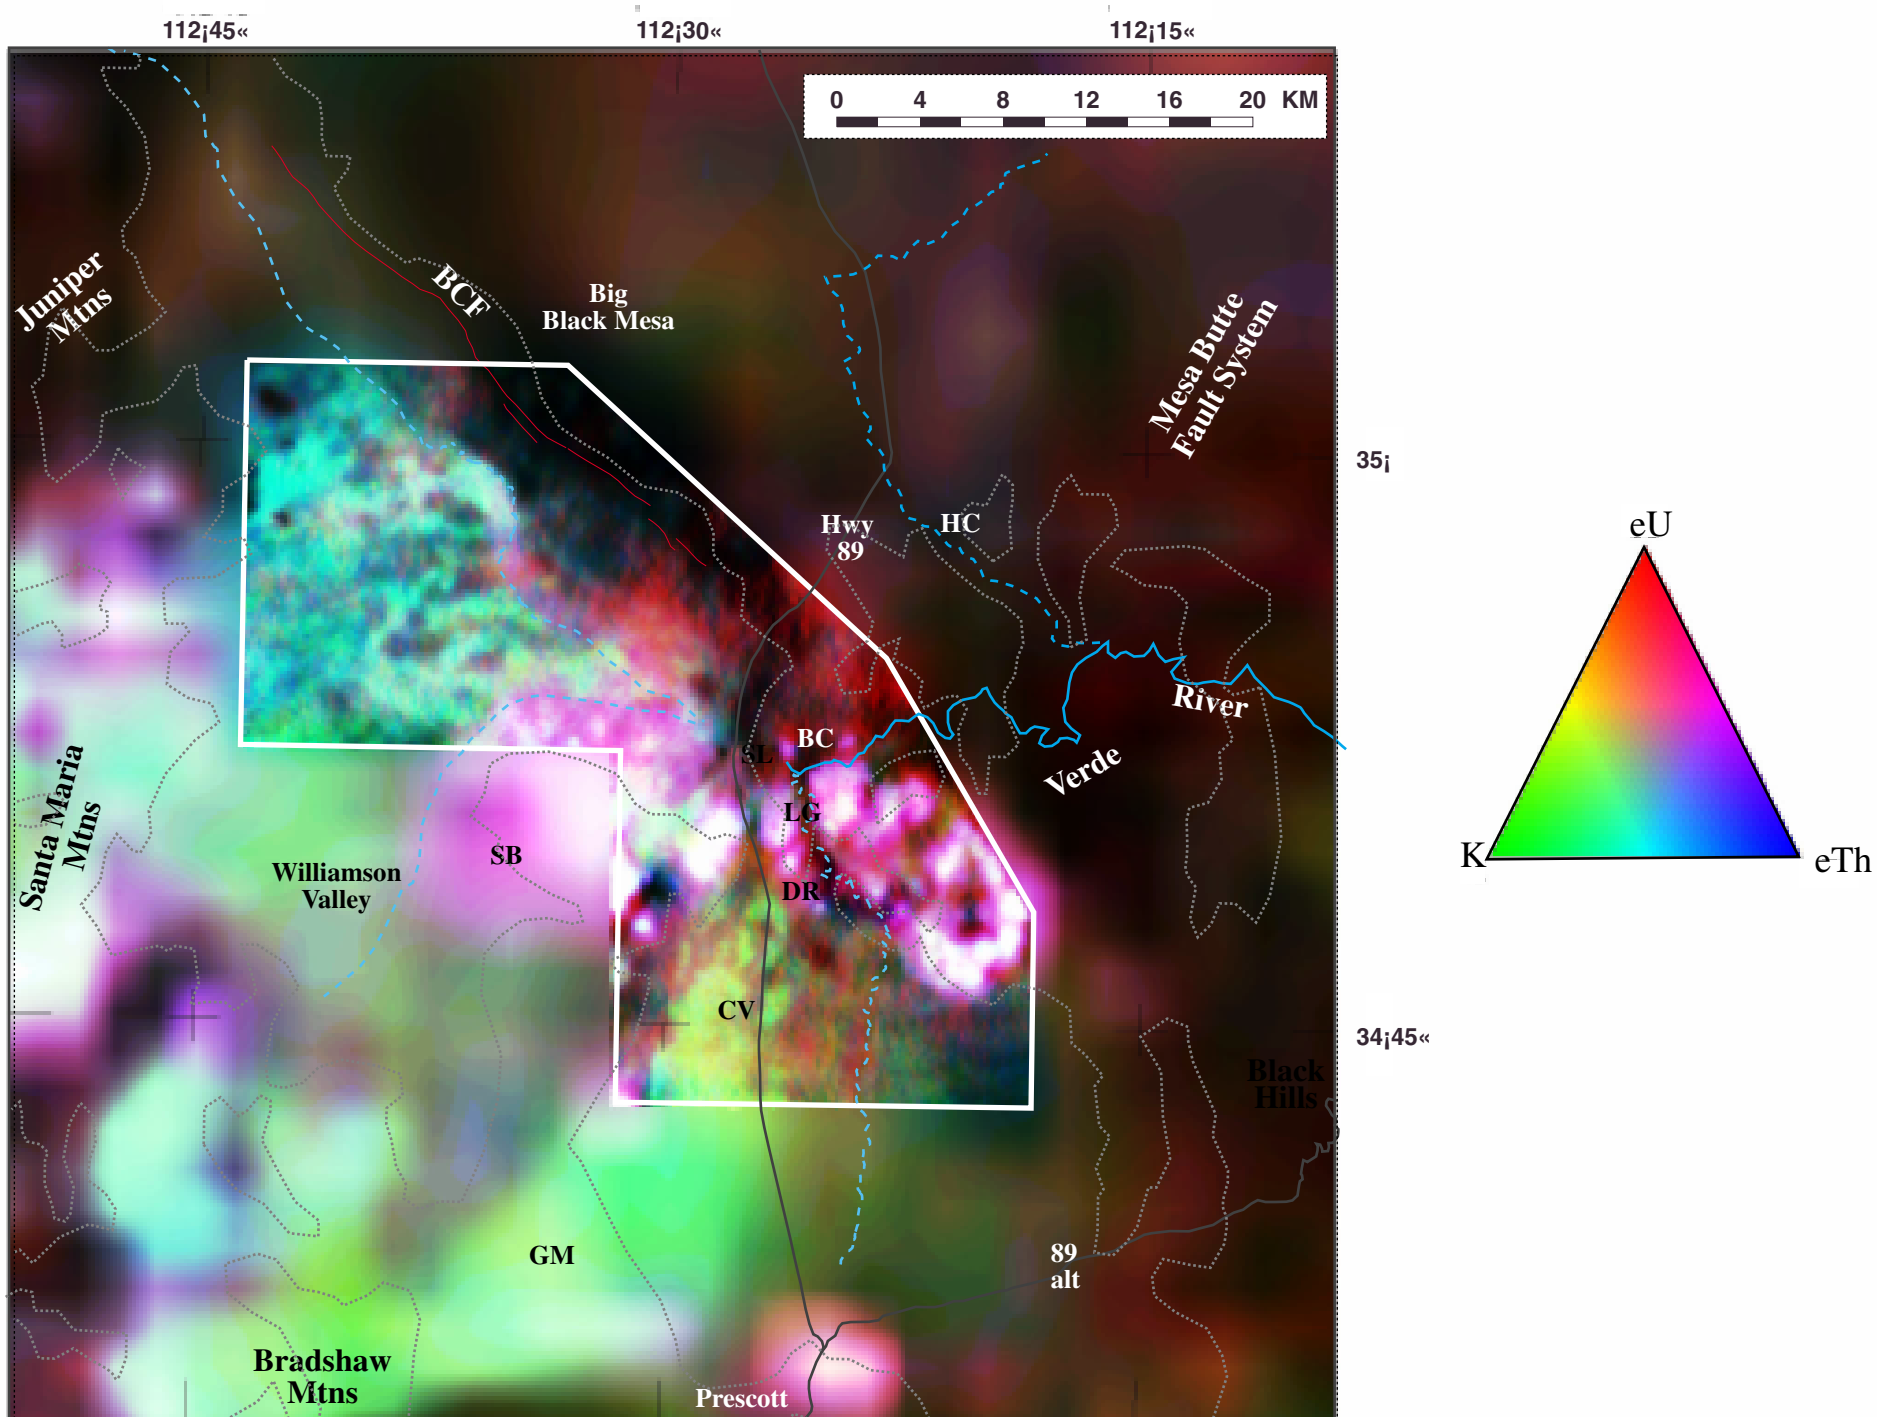 112¡45«
112¡30«
112¡15«
0 4 8 12 16 20 KM
Juniper
Mtns
BCF
Big
Black Mesa
Mesa Butte
Fault System
35¡
Hwy
89
HC
eU
K
eTh
River
Verde
BC
SL
LG
DR
SB
Santa Maria
Mtns
Williamson
Valley
CV
34¡45«
Black
Hills
GM
89
alt
Bradshaw
Mtns
Prescott